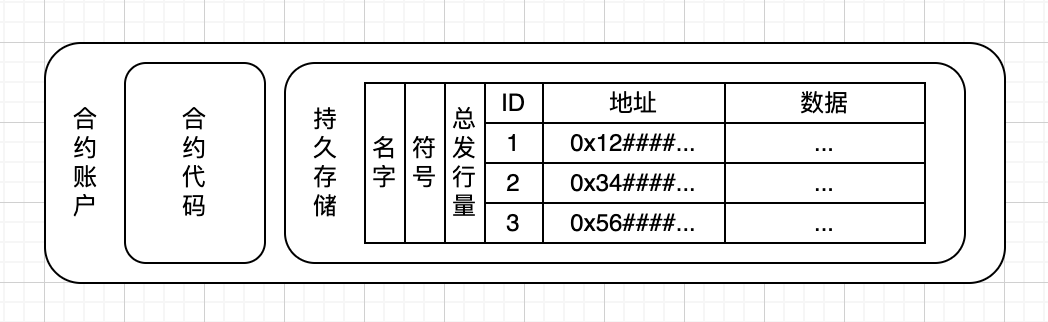 合约账户
合约代码
持久存储
名字
符号
总发行量
ID 地址 数据
1 0x12####... ...
2 0x34####... ...
3 0x56####... ...